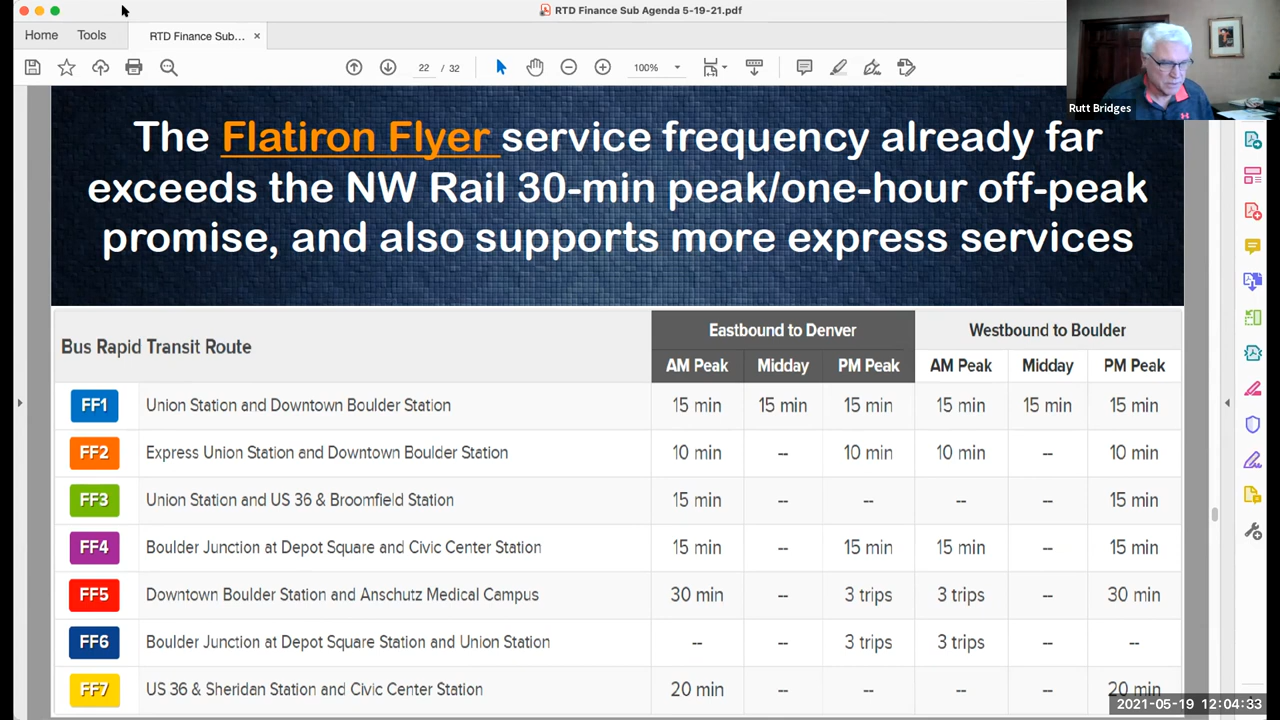 RTD Finance Sub Agenda 5-19-21.pdf
Home Tools RTD Finance Sub... ×
22 / 32 100%
Rutt Bridges
The Flatiron Flyer service frequency already far
exceeds the NW Rail 30-min peak/one-hour off-peak
promise, and also supports more express services
Bus Rapid Transit Route Eastbound to Denver Westbound to Boulder
AM Peak Midday PM Peak AM Peak Midday PM Peak
FF1 Union Station and Downtown Boulder Station 15 min 15 min 15 min 15 min 15 min 15 min
FF2 Express Union Station and Downtown Boulder Station 10 min -- 10 min 10 min -- 10 min
FF3 Union Station and US 36 & Broomfield Station 15 min -- -- -- -- 15 min
FF4 Boulder Junction at Depot Square and Civic Center Station 15 min -- 15 min 15 min -- 15 min
FF5 Downtown Boulder Station and Anschutz Medical Campus 30 min -- 3 trips 3 trips -- 30 min
FF6 Boulder Junction at Depot Square Station and Union Station -- -- 3 trips 3 trips -- --
FF7 US 36 & Sheridan Station and Civic Center Station 20 min -- -- -- -- 20 min
2021-05-19 12:04:33